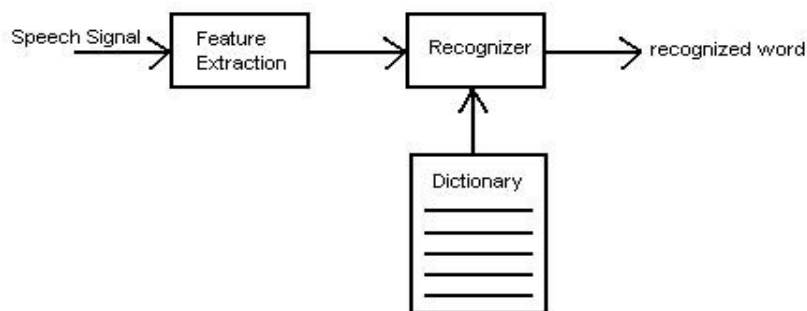 Speech Signal
Feature
Extraction
Recognizer
recognized word
Dictionary